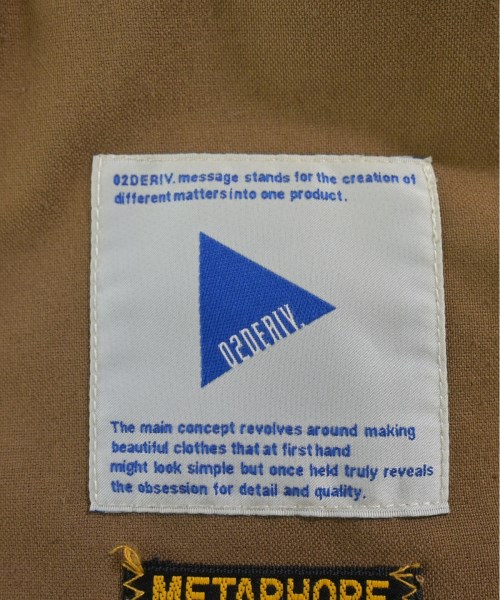 02DERIV. message stands for the creation of
different matters into one product.
02DERIV.
The main concept revolves around making
beautiful clothes that at first hand
might look simple but once held truly reveals
the obsession for detail and quality.
METAPHORE